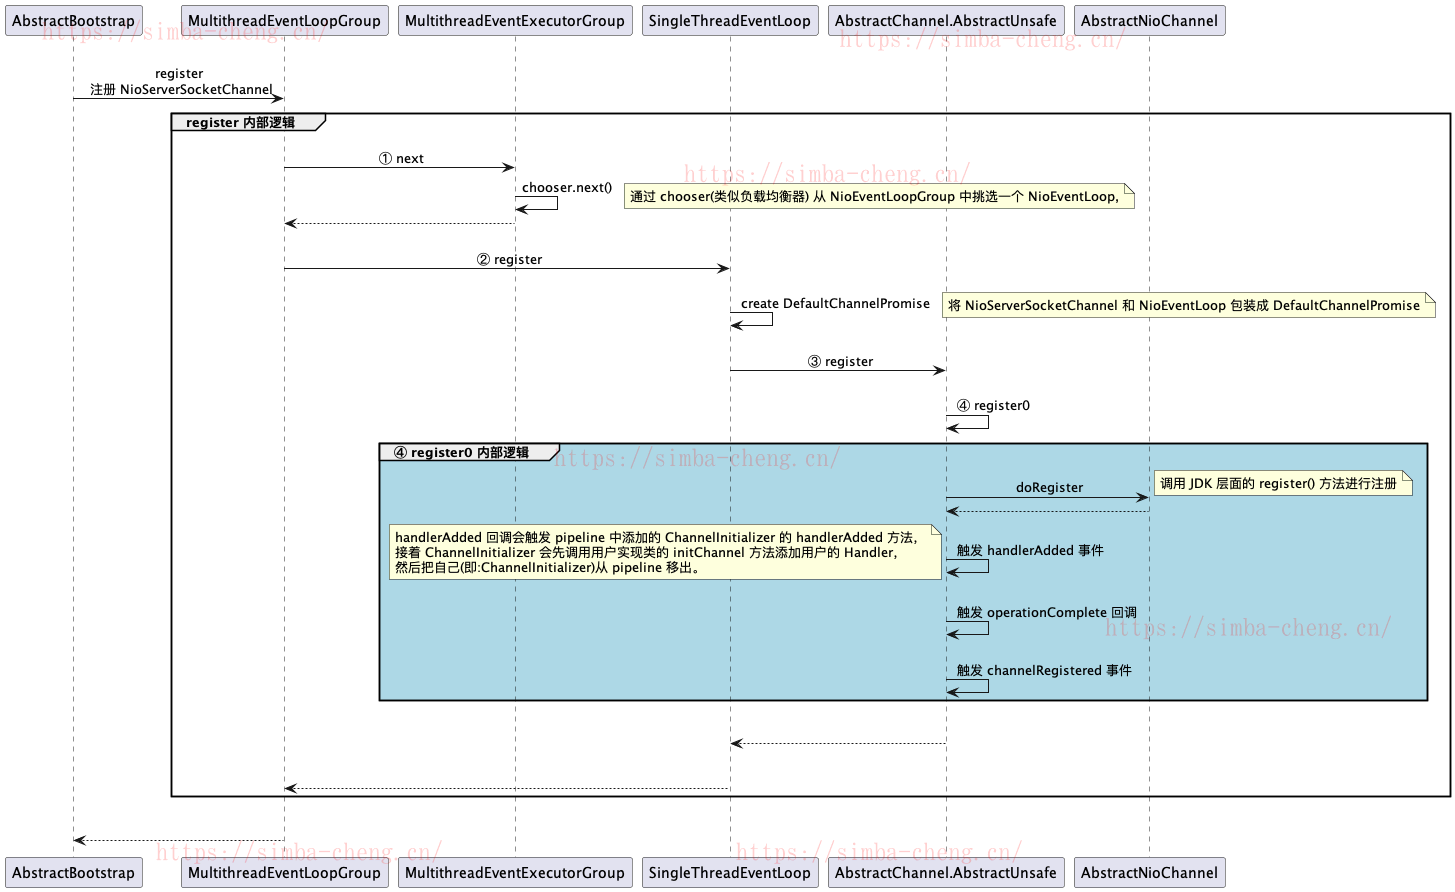 AbstractBootstrap
MultithreadEventLoopGroup
MultithreadEventExecutorGroup
SingleThreadEventLoop
AbstractChannel.AbstractUnsafe
AbstractNioChannel
https://simba-cheng.cn/
https://simba-cheng.cn/
register
注册 NioServerSocketChannel
register 内部逻辑
① next
https://simba-cheng.cn/
chooser.next()
通过 chooser(类似负载均衡器) 从 NioEventLoopGroup 中挑选一个 NioEventLoop,
② register
create DefaultChannelPromise
将 NioServerSocketChannel 和 NioEventLoop 包装成 DefaultChannelPromise
③ register
④ register0
④ register0 内部逻辑
https://simba-cheng.cn/
doRegister
调用 JDK 层面的 register() 方法进行注册
handlerAdded 回调会触发 pipeline 中添加的 ChannelInitializer 的 handlerAdded 方法,
接着 ChannelInitializer 会先调用用户实现类的 initChannel 方法添加用户的 Handler,
然后把自己(即:ChannelInitializer)从 pipeline 移出。
触发 handlerAdded 事件
触发 operationComplete 回调
https://simba-cheng.cn/
触发 channelRegistered 事件
https://simba-cheng.cn/
https://simba-cheng.cn/
AbstractBootstrap
MultithreadEventLoopGroup
MultithreadEventExecutorGroup
SingleThreadEventLoop
AbstractChannel.AbstractUnsafe
AbstractNioChannel